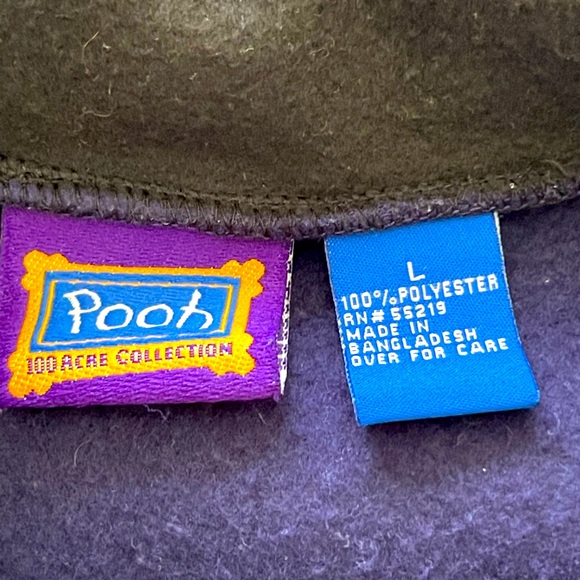 Pooh
100 ACRE COLLECTION
L
100% POLYESTER
RN# 55219
MADE IN
BANGLADESH
OVER FOR CARE